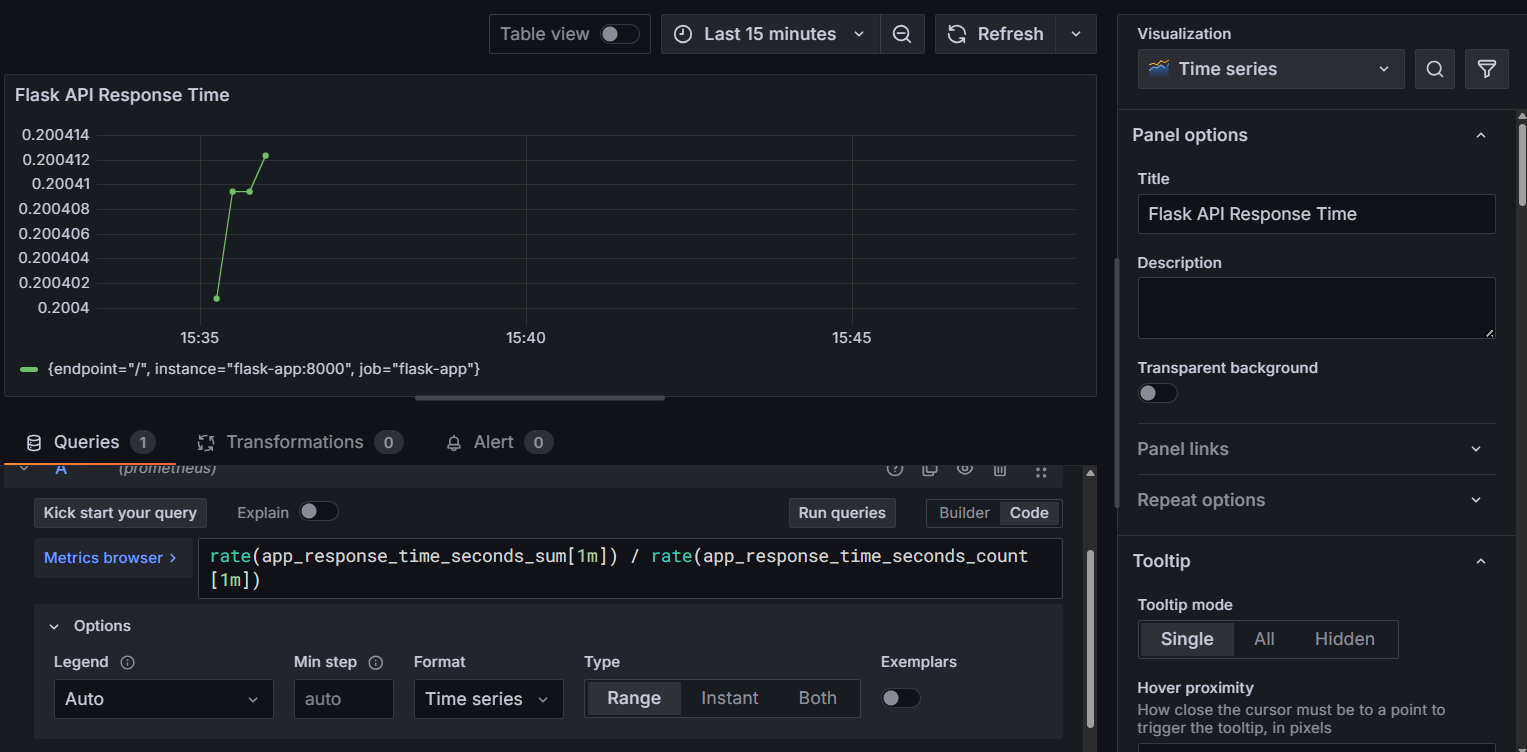 Table view
Last 15 minutes
Refresh
Flask API Response Time
0.200414
0.200412
0.20041
0.200408
0.200406
0.200404
0.200402
0.2004
15:35 15:40 15:45
{endpoint="/", instance="flask-app:8000", job="flask-app"}
Queries 1
Transformations 0
Alert 0
A (prometheus)
Kick start your query
Explain
Run queries
Builder Code
Metrics browser >
rate(app_response_time_seconds_sum[1m]) / rate(app_response_time_seconds_count
[1m])
Options
Legend Min step Format Type Exemplars
Auto auto Time series Range Instant Both
Visualization
Time series
Panel options
Title
Flask API Response Time
Description
Transparent background
Panel links
Repeat options
Tooltip
Tooltip mode
Single All Hidden
Hover proximity
How close the cursor must be to a point to
trigger the tooltip, in pixels